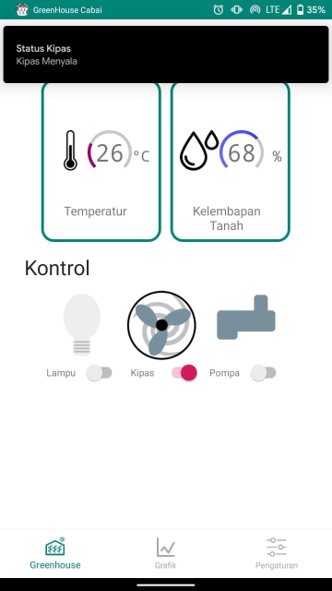 GreenHouse Cabai
LTE 35%
Status Kipas
Kipas Menyala
26 °C
68 %
Temperatur
Kelembapan
Tanah
Kontrol
Lampu
Kipas
Pompa
Greenhouse
Grafik
Pengaturan